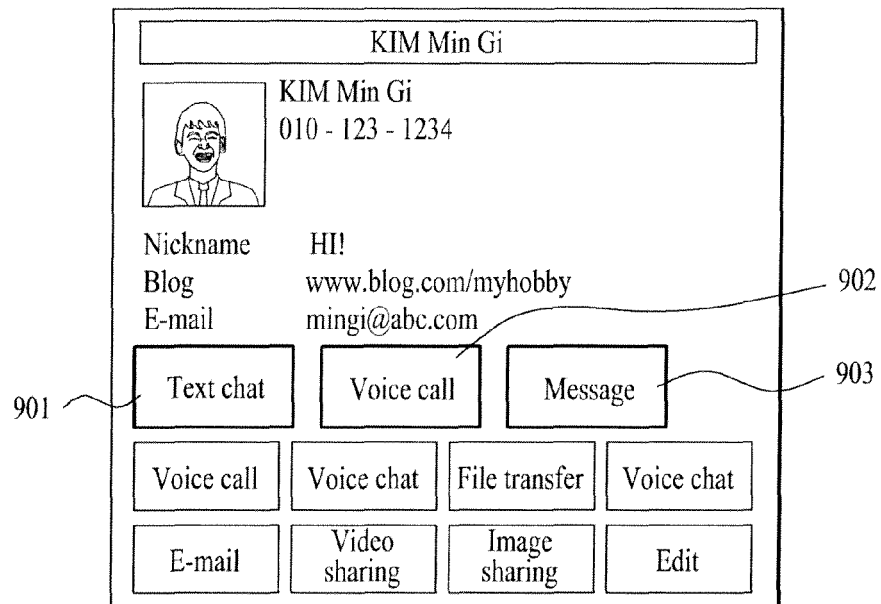 KIM Min Gi
KIM Min Gi
010 - 123 - 1234
Nickname HI!
Blog www.blog.com/myhobby
E-mail mingi@abc.com
902
901
Text chat Voice call Message
903
Voice call Voice chat File transfer Voice chat
E-mail Video sharing Image sharing Edit